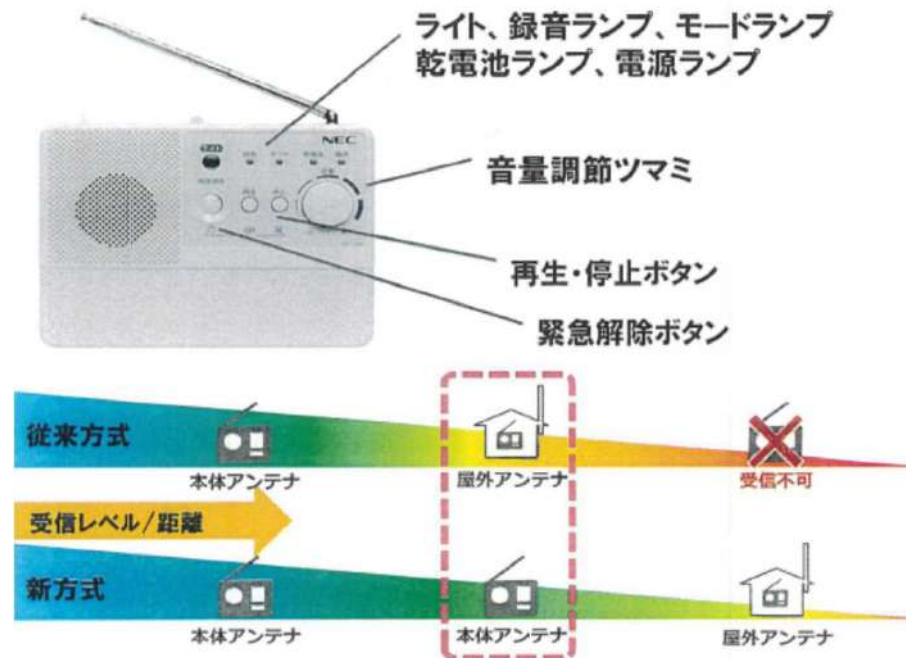 ライト、録音ランプ、モードランプ
乾電池ランプ、電源ランプ
NEC
音量調節ツマミ
再生・停止ボタン
緊急解除ボタン
従来方式
本体アンテナ
屋外アンテナ
受信不可
受信レベル/距離
新方式
本体アンテナ
本体アンテナ
屋外アンテナ